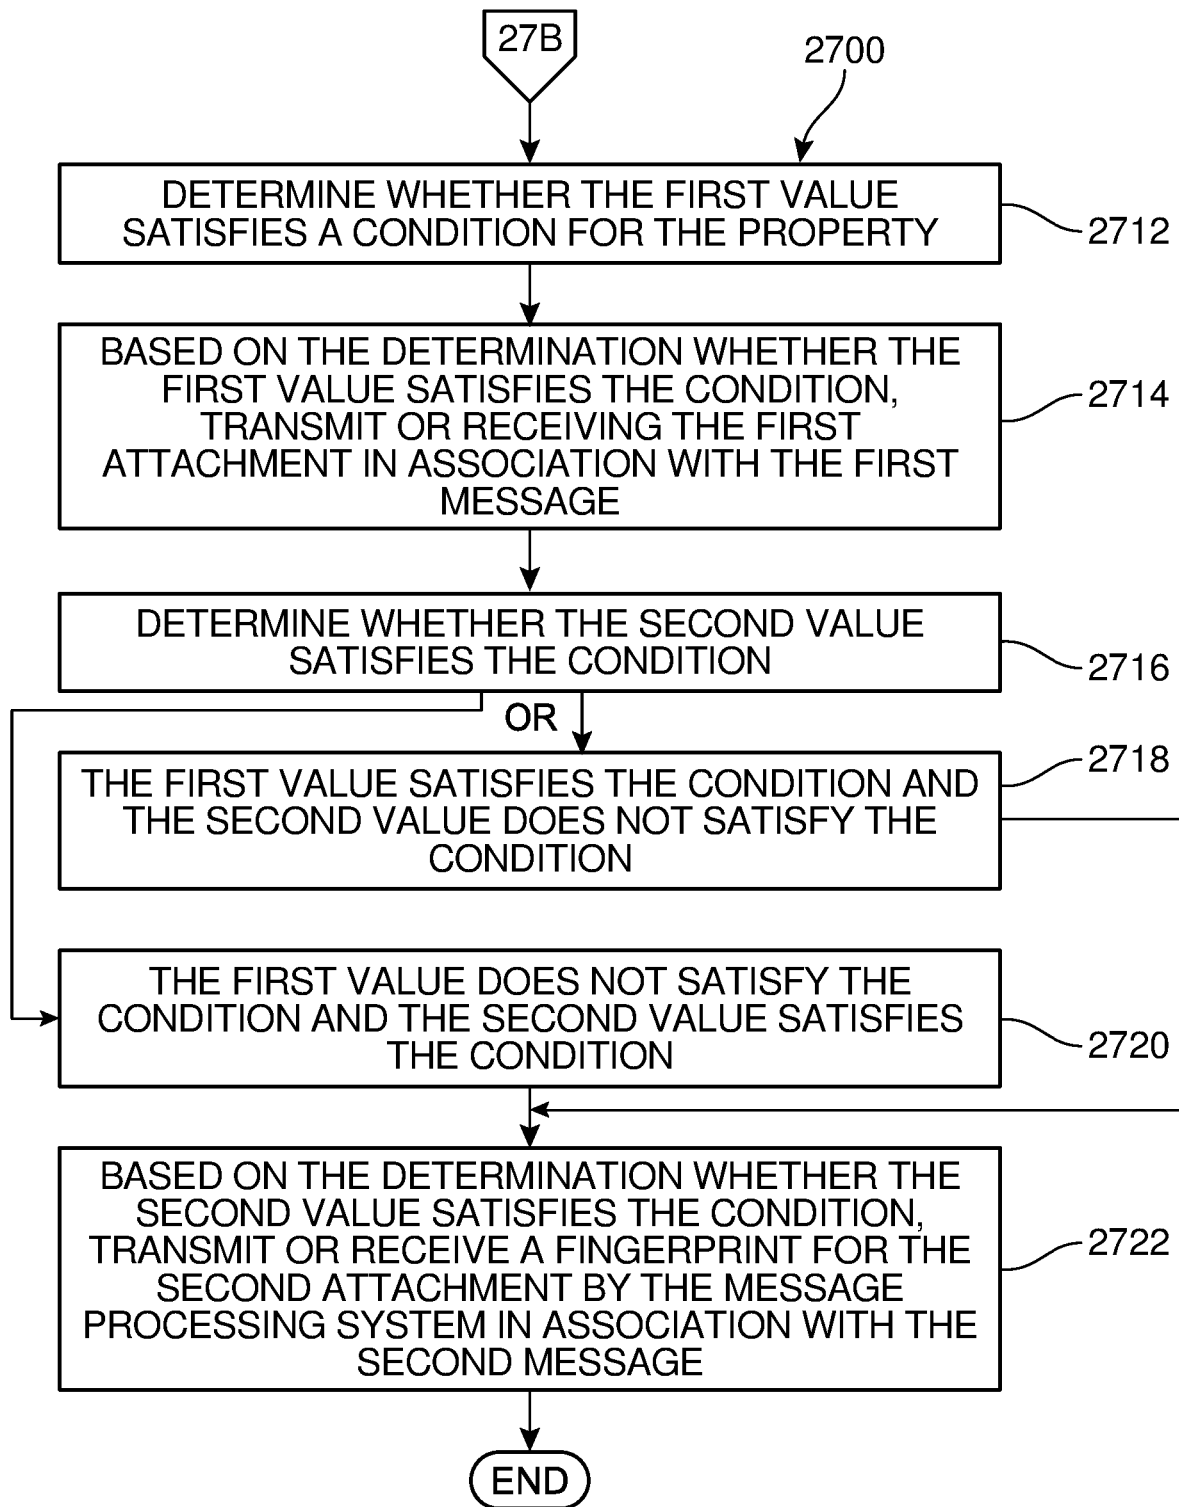 27B
2700
DETERMINE WHETHER THE FIRST VALUE
SATISFIES A CONDITION FOR THE PROPERTY
2712
BASED ON THE DETERMINATION WHETHER THE
FIRST VALUE SATISFIES THE CONDITION,
TRANSMIT OR RECEIVING THE FIRST
ATTACHMENT IN ASSOCIATION WITH THE FIRST
MESSAGE
2714
DETERMINE WHETHER THE SECOND VALUE
SATISFIES THE CONDITION
2716
OR
THE FIRST VALUE SATISFIES THE CONDITION AND
THE SECOND VALUE DOES NOT SATISFY THE
CONDITION
2718
THE FIRST VALUE DOES NOT SATISFY THE
CONDITION AND THE SECOND VALUE SATISFIES
THE CONDITION
2720
BASED ON THE DETERMINATION WHETHER THE
SECOND VALUE SATISFIES THE CONDITION,
TRANSMIT OR RECEIVE A FINGERPRINT FOR THE
SECOND ATTACHMENT BY THE MESSAGE
PROCESSING SYSTEM IN ASSOCIATION WITH THE
SECOND MESSAGE
2722
END